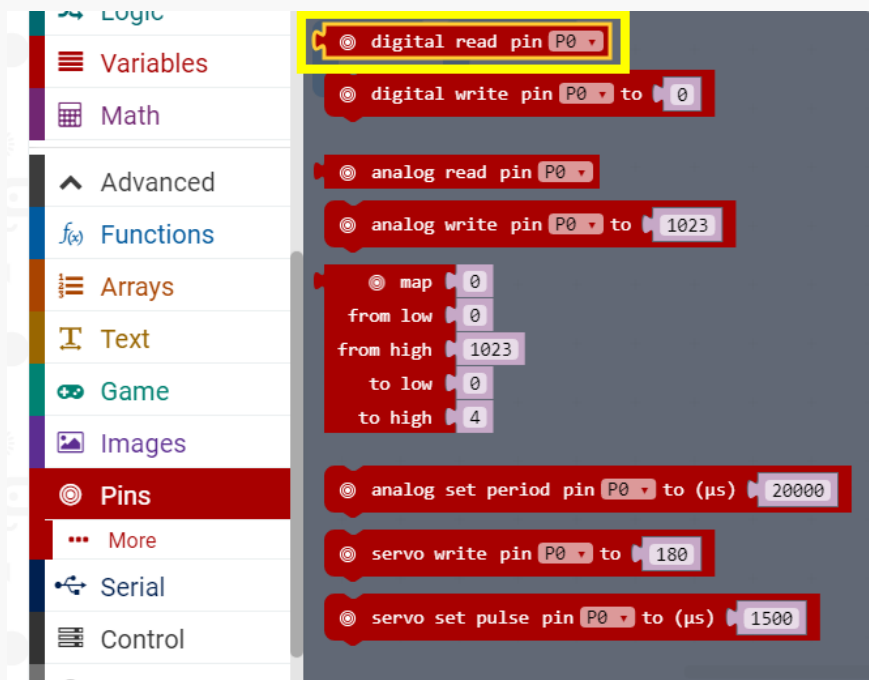 Logic
Variables
Math
Advanced
f(x) Functions
Arrays
Text
Game
Images
Pins
More
Serial
Control
digital read pin P0
digital write pin P0 to 0
analog read pin P0
analog write pin P0 to 1023
map 0
from low 0
from high 1023
to low 0
to high 4
analog set period pin P0 to (µs) 20000
servo write pin P0 to 180
servo set pulse pin P0 to (µs) 1500